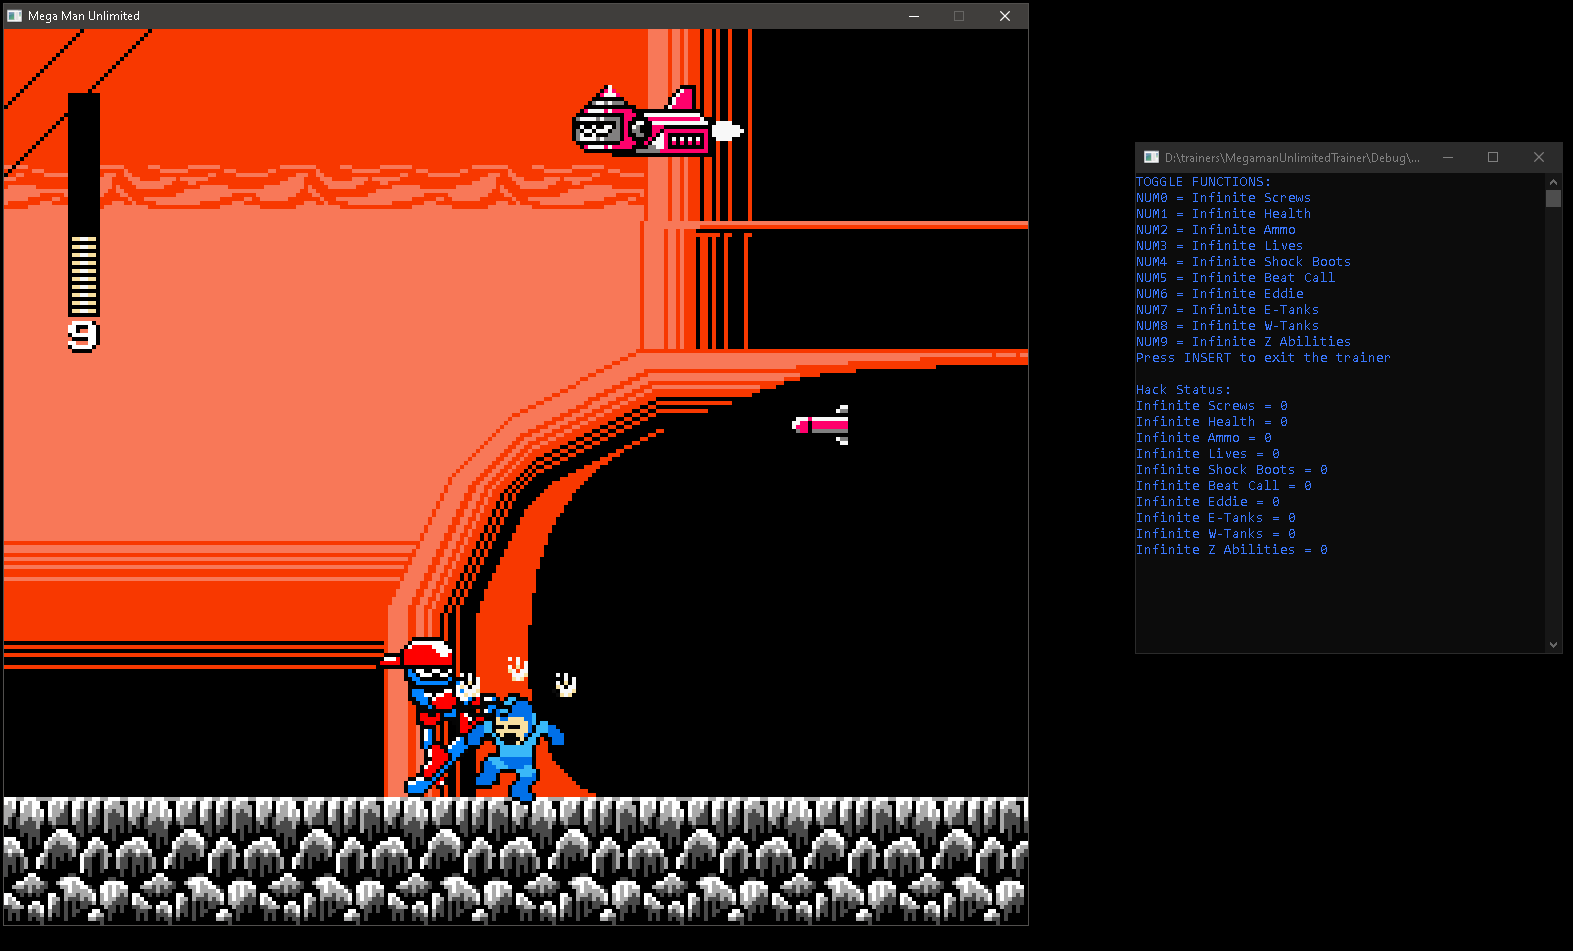 Mega Man Unlimited
9
D:\trainers\MegamanUnlimitedTrainer\Debug\...
TOGGLE FUNCTIONS:
NUM0 = Infinite Screws
NUM1 = Infinite Health
NUM2 = Infinite Ammo
NUM3 = Infinite Lives
NUM4 = Infinite Shock Boots
NUM5 = Infinite Beat Call
NUM6 = Infinite Eddie
NUM7 = Infinite E-Tanks
NUM8 = Infinite W-Tanks
NUM9 = Infinite Z Abilities
Press INSERT to exit the trainer
Hack Status:
Infinite Screws = 0
Infinite Health = 0
Infinite Ammo = 0
Infinite Lives = 0
Infinite Shock Boots = 0
Infinite Beat Call = 0
Infinite Eddie = 0
Infinite E-Tanks = 0
Infinite W-Tanks = 0
Infinite Z Abilities = 0